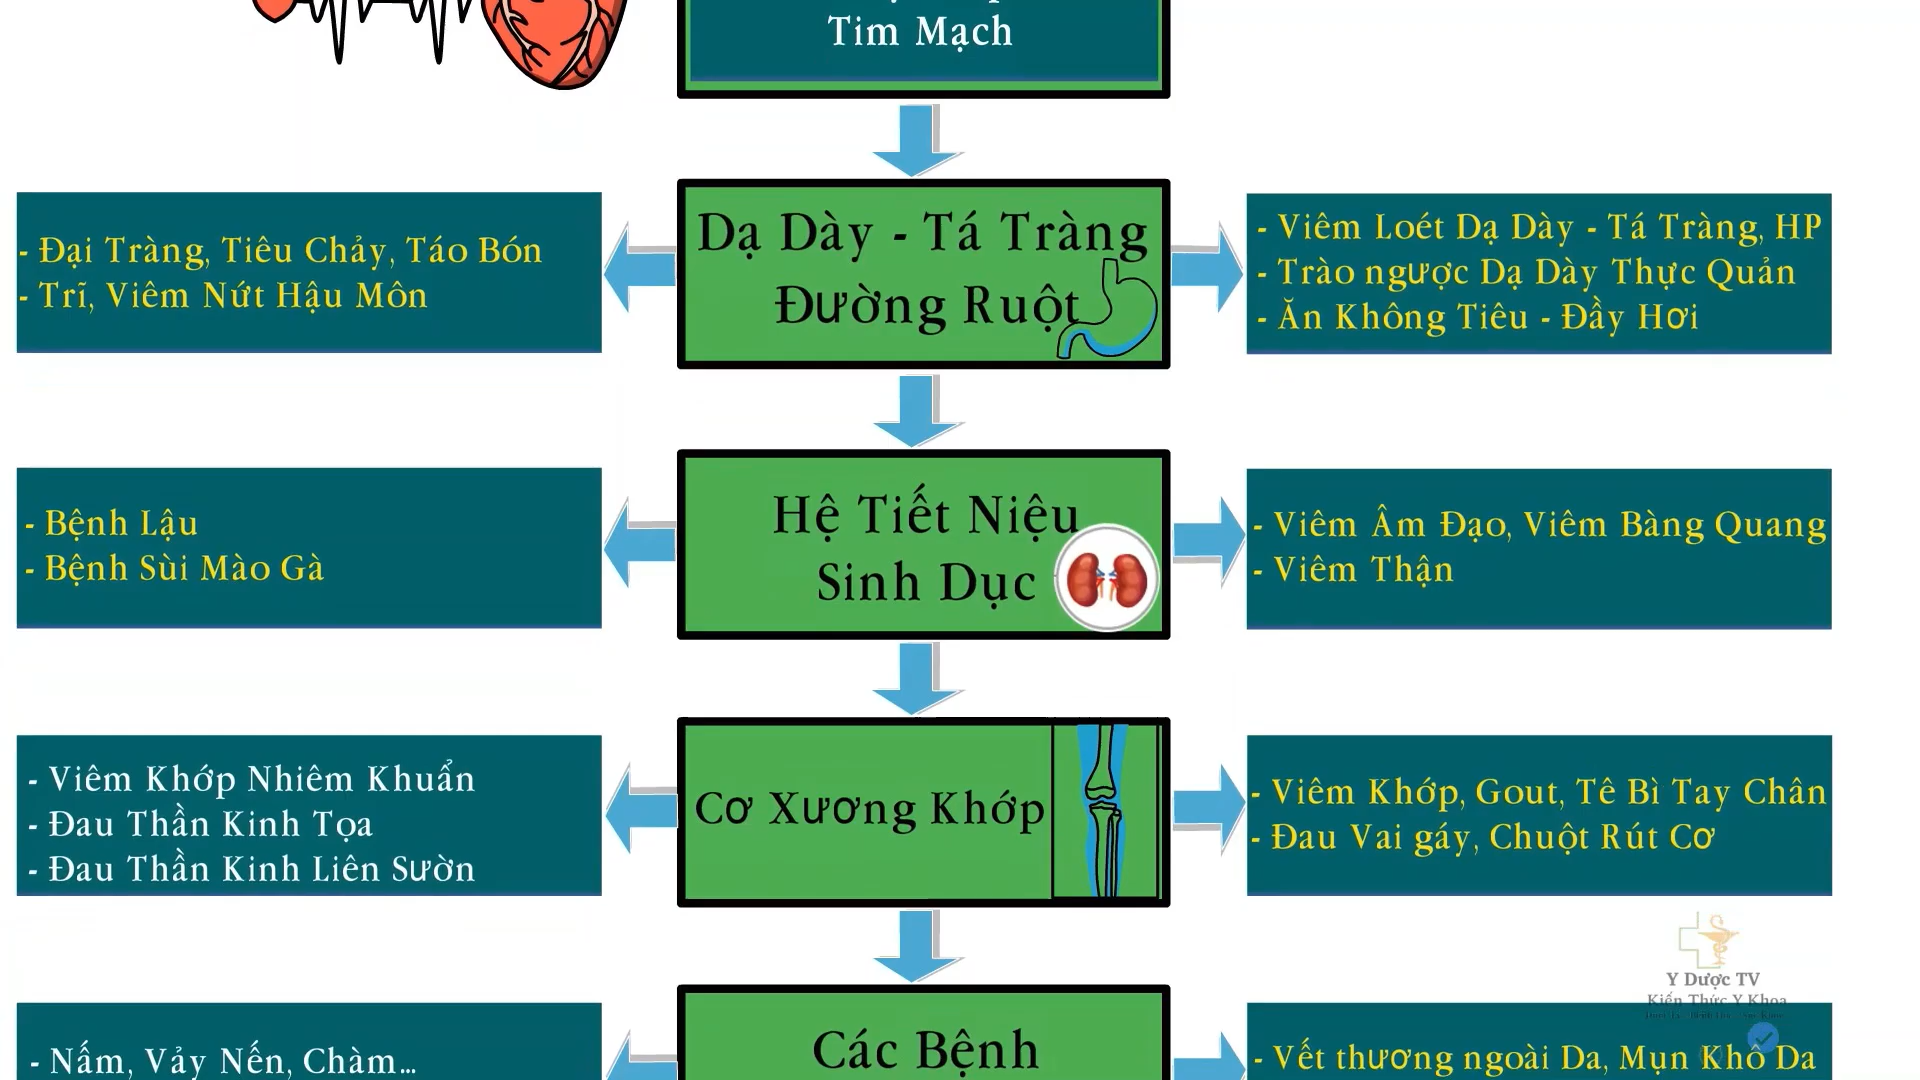 Tim Mạch
- Đại Tràng, Tiêu Chảy, Táo Bón
- Trĩ, Viêm Nứt Hậu Môn
Dạ Dày - Tá Tràng
Đường Ruột
- Viêm Loét Dạ Dày - Tá Tràng, HP
- Trào ngược Dạ Dày Thực Quản
- Ăn Không Tiêu - Đầy Hơi
- Bệnh Lậu
- Bệnh Sùi Mào Gà
Hệ Tiết Niệu
Sinh Dục
- Viêm Âm Đạo, Viêm Bàng Quang
- Viêm Thận
- Viêm Khớp Nhiêm Khuẩn
- Đau Thần Kinh Tọa
- Đau Thần Kinh Liên Sườn
Cơ Xương Khớp
- Viêm Khớp, Gout, Tê Bì Tay Chân
- Đau Vai gáy, Chuột Rút Cơ
Y Dược TV
Kiến Thức Y Khoa
- Nấm, Vảy Nến, Chàm...
Các Bệnh
- Vết thương ngoài Da, Mụn Khô Da